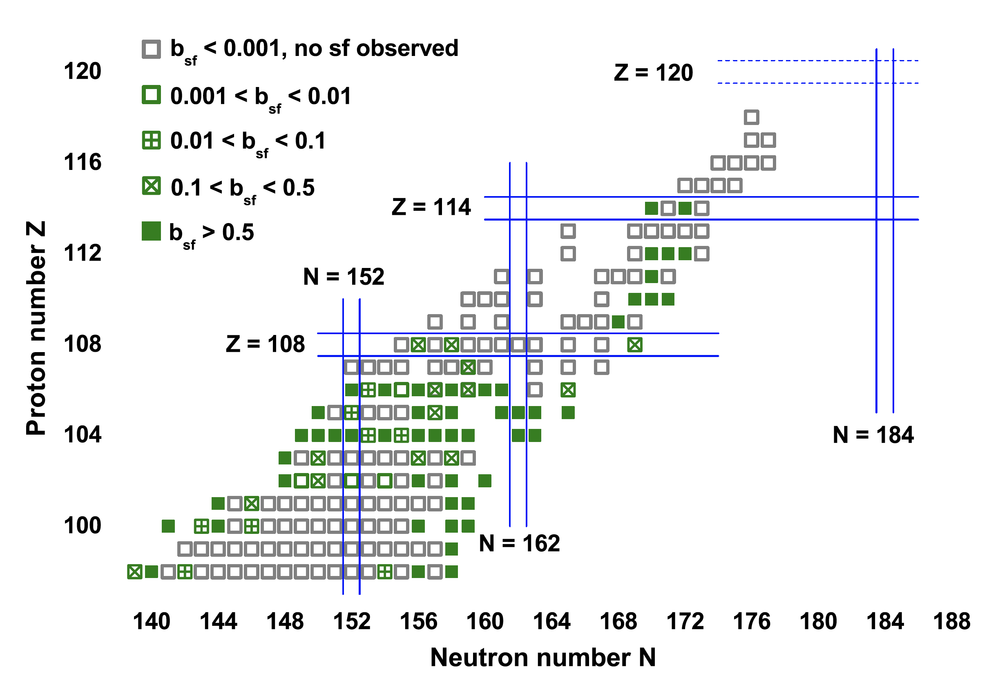 b_sf < 0.001, no sf observed
0.001 < b_sf < 0.01
0.01 < b_sf < 0.1
0.1 < b_sf < 0.5
b_sf > 0.5
Z = 120
Z = 114
N = 152
Z = 108
N = 184
N = 162
Proton number Z
120
116
112
108
104
100
140 144 148 152 156 160 164 168 172 176 180 184 188
Neutron number N